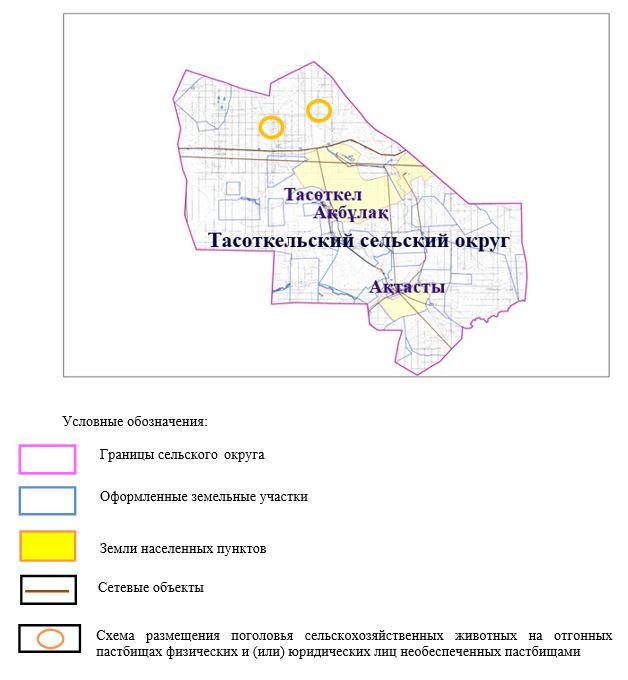 Тасөткел
Ақбұлақ
Тасоткельский сельский округ
Ақтасты
Условные обозначения:
Границы сельского округа
Оформленные земельные участки
Земли населенных пунктов
Сетевые объекты
Схема размещения поголовья сельскохозяйственных животных на отгонных
пастбищах физических и (или) юридических лиц необеспеченных пастбищами